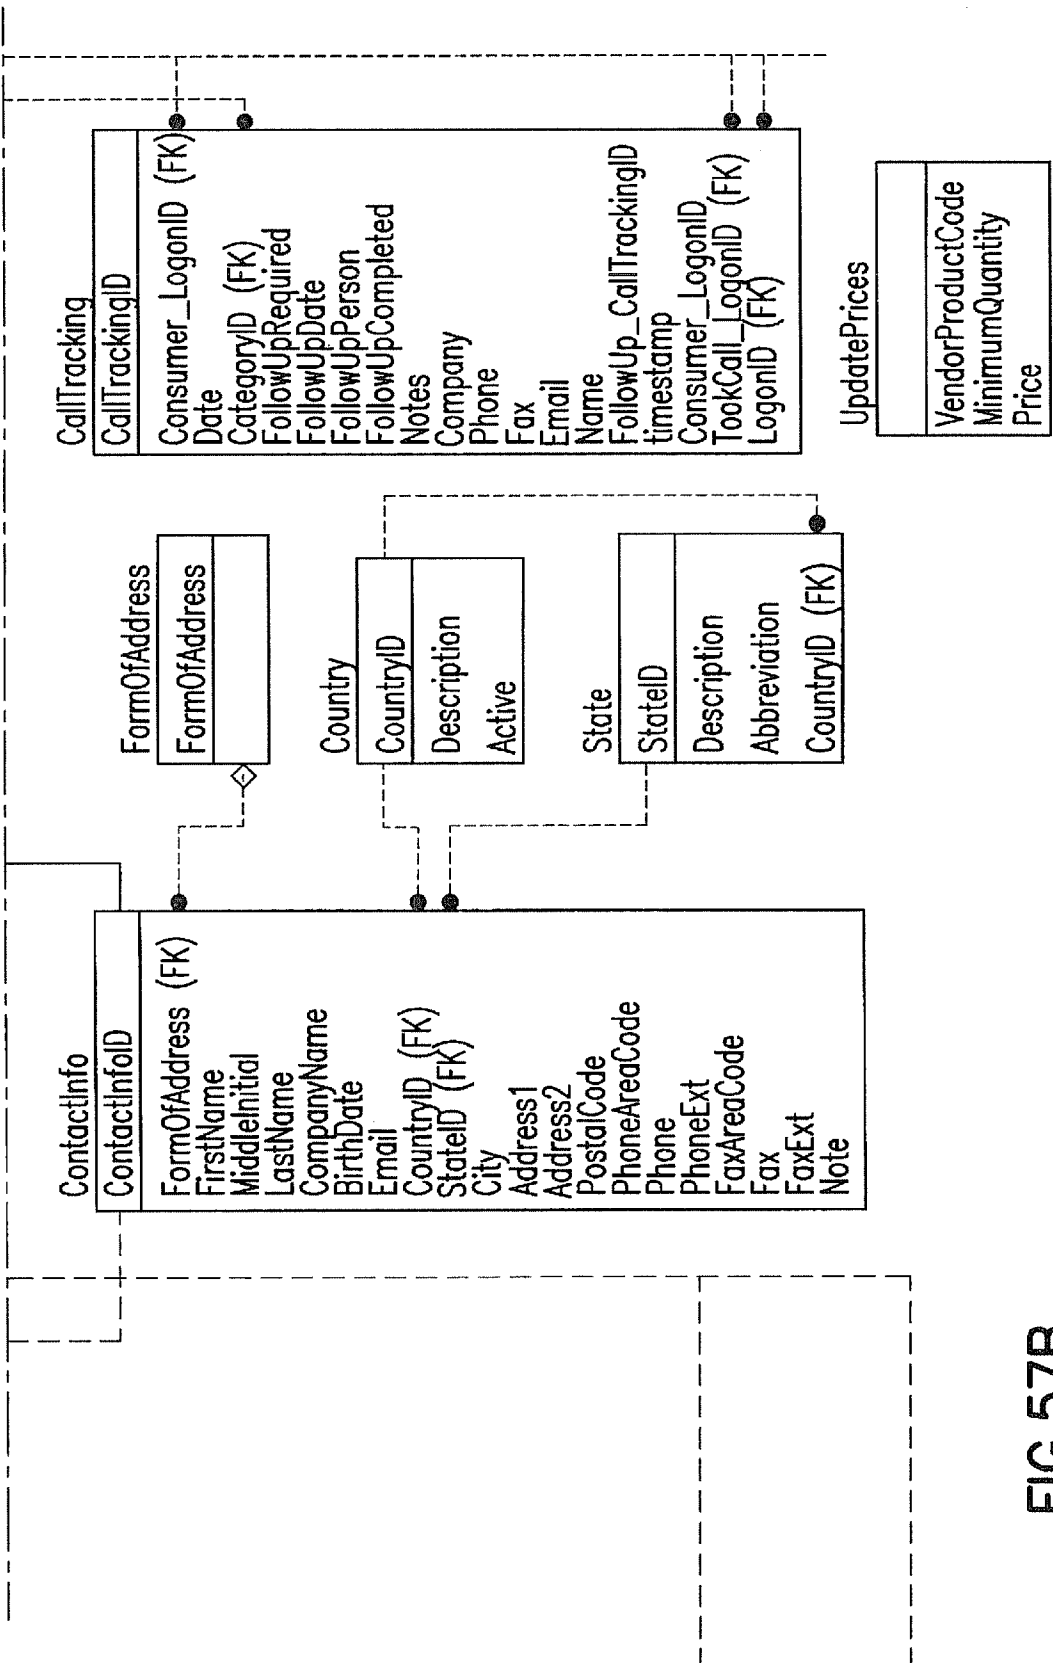 ContactInfo
ContactInfoID
FormOfAddress (FK)
FirstName
MiddleInitial
LastName
CompanyName
BirthDate
Email
CountryID (FK)
StateID (FK)
City
Address1
Address2
PostalCode
PhoneAreaCode
Phone
PhoneExt
FaxAreaCode
Fax
FaxExt
Note
FormOfAddress
FormOfAddress
Country
CountryID
Description
Active
State
StateID
Description
Abbreviation
CountryID (FK)
CallTracking
CallTrackingID
Consumer_LogonID (FK)
Date
CategoryID (FK)
FollowUpRequired
FollowUpDate
FollowUpPerson
FollowUpCompleted
Notes
Company
Phone
Fax
Email
Name
FollowUp_CallTrackingID
timestamp
Consumer_LogonID
TookCall_LogonID (FK)
LogonID (FK)
UpdatePrices
VendorProductCode
MinimumQuantity
Price
FIG. 57B